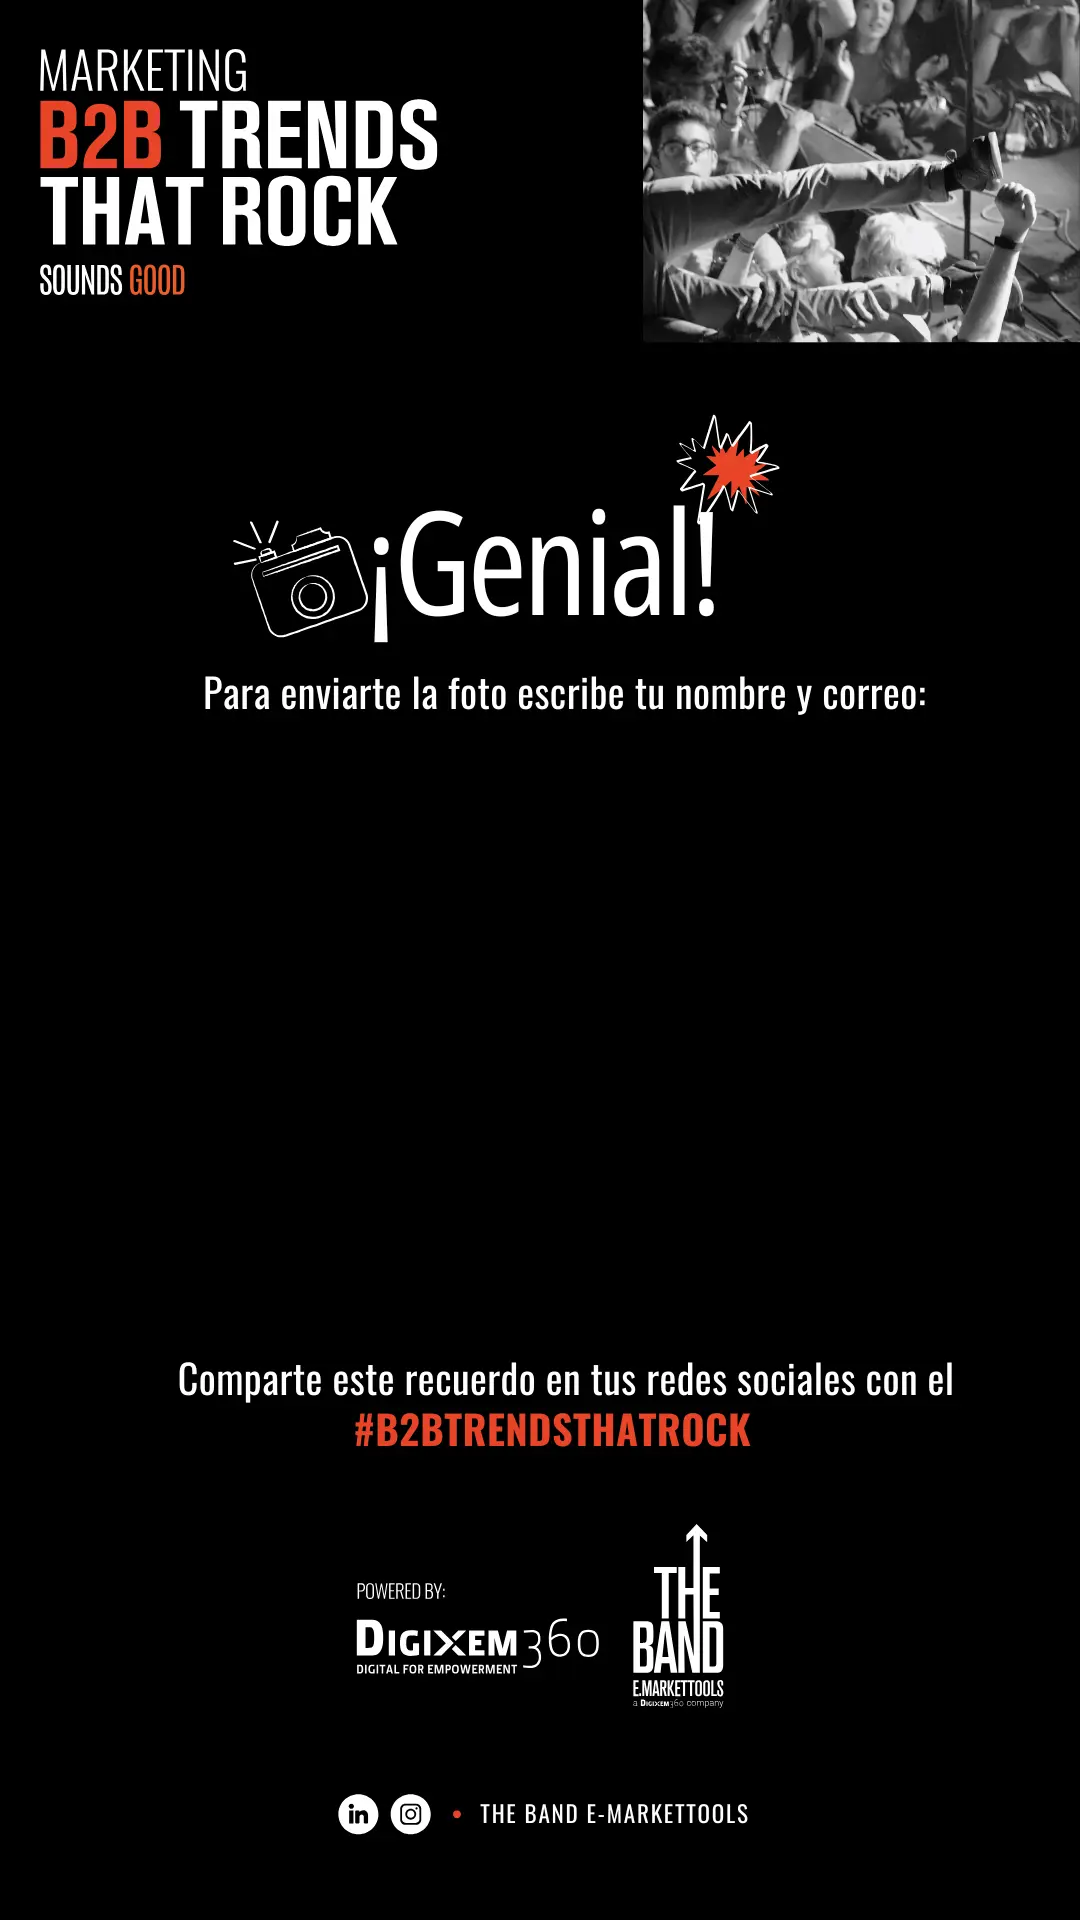 MARKETING
B2B TRENDS
THAT ROCK
SOUNDS GOOD
¡Genial!
Para enviarte la foto escribe tu nombre y correo:
Comparte este recuerdo en tus redes sociales con el
#B2BTRENDSTHATROCK
POWERED BY:
DIGIXEM360
DIGITAL FOR EMPOWERMENT
THE
BAND
E.MARKETTOOLS
a DIGIXEM360 company
in
• THE BAND E-MARKETTOOLS